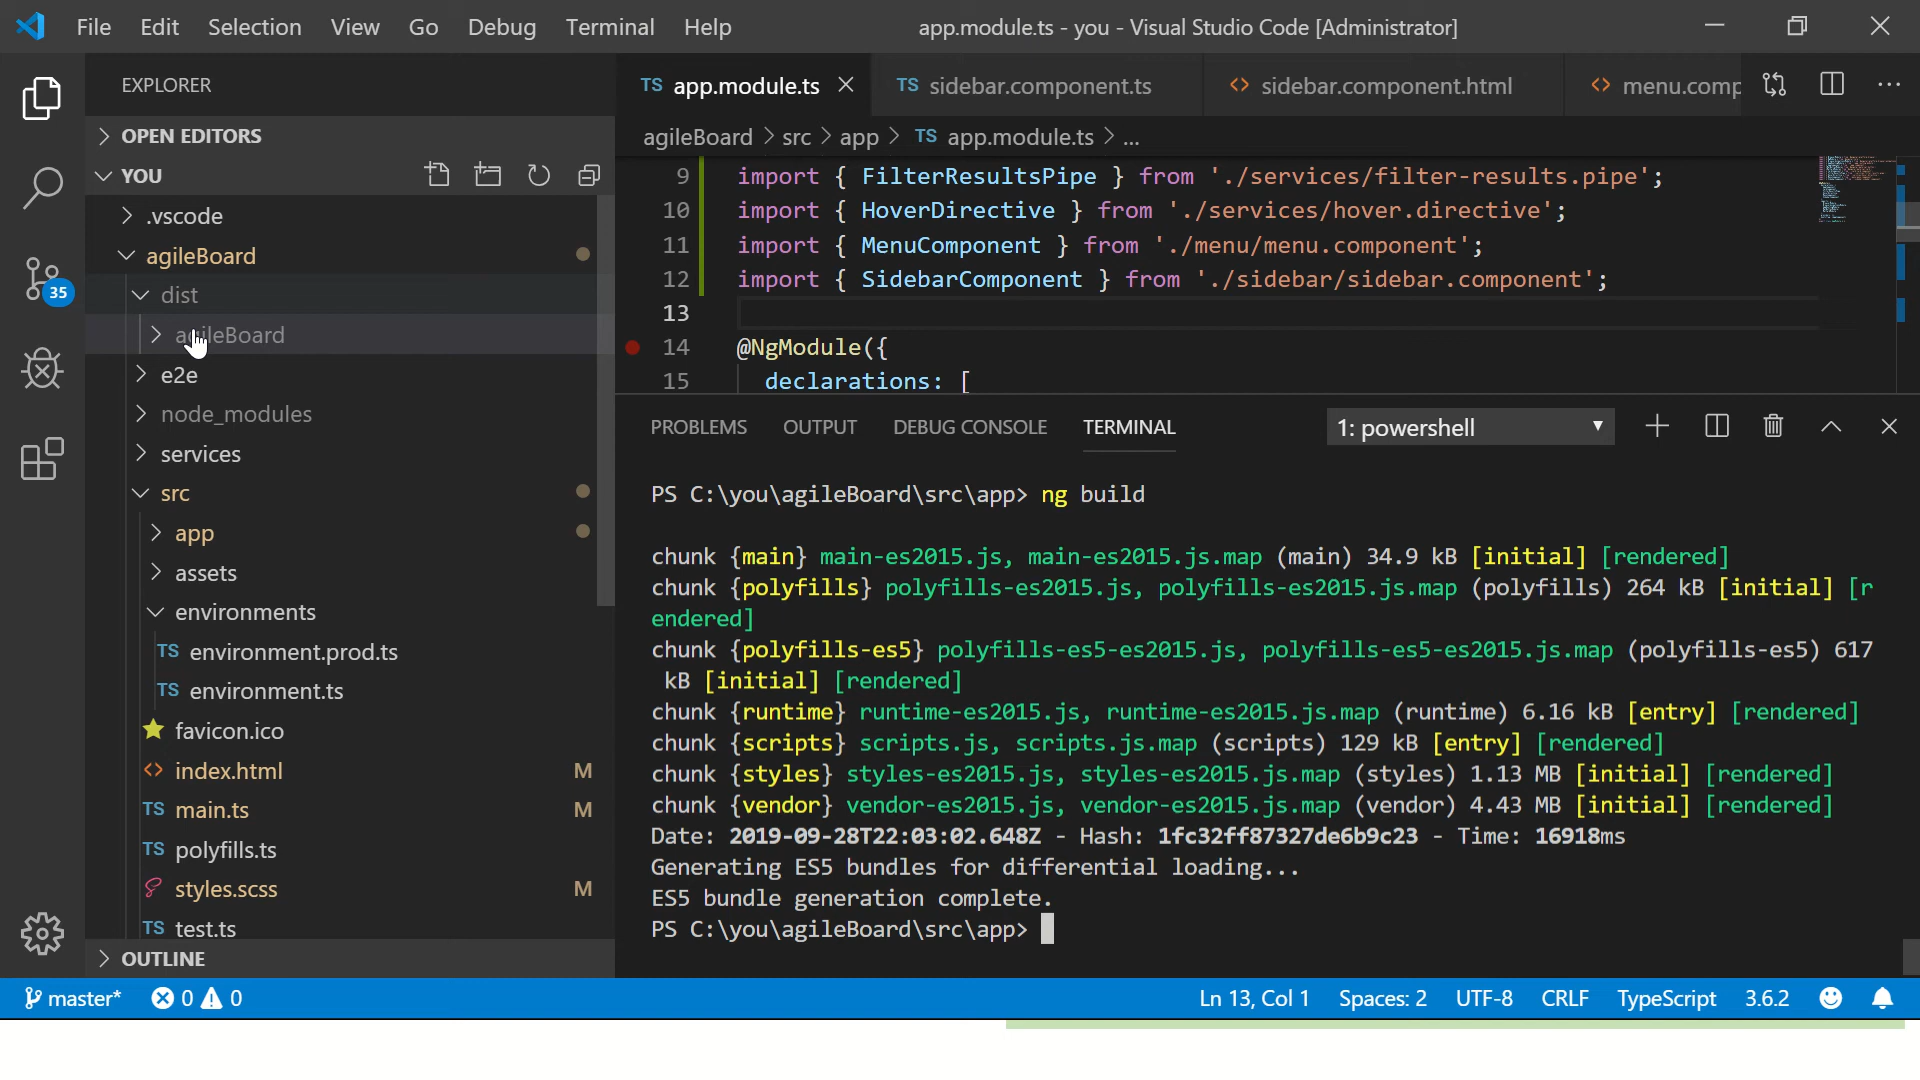 File Edit Selection View Go Debug Terminal Help app.module.ts - you - Visual Studio Code [Administrator]
EXPLORER
OPEN EDITORS
YOU
.vscode
agileBoard
dist
agileBoard
e2e
node_modules
services
src
app
assets
environments
TS environment.prod.ts
TS environment.ts
favicon.ico
<> index.html M
TS main.ts M
TS polyfills.ts
styles.scss M
TS test.ts
OUTLINE
35
TS app.module.ts TS sidebar.component.ts <> sidebar.component.html <> menu.comp
agileBoard > src > app > TS app.module.ts > ...
9 import { FilterResultsPipe } from './services/filter-results.pipe';
10 import { HoverDirective } from './services/hover.directive';
11 import { MenuComponent } from './menu/menu.component';
12 import { SidebarComponent } from './sidebar/sidebar.component';
13
14 @NgModule({
15 declarations: [
PROBLEMS OUTPUT DEBUG CONSOLE TERMINAL 1: powershell
PS C:\you\agileBoard\src\app> ng build
chunk {main} main-es2015.js, main-es2015.js.map (main) 34.9 kB [initial] [rendered]
chunk {polyfills} polyfills-es2015.js, polyfills-es2015.js.map (polyfills) 264 kB [initial] [r
endered]
chunk {polyfills-es5} polyfills-es5-es2015.js, polyfills-es5-es2015.js.map (polyfills-es5) 617
kB [initial] [rendered]
chunk {runtime} runtime-es2015.js, runtime-es2015.js.map (runtime) 6.16 kB [entry] [rendered]
chunk {scripts} scripts.js, scripts.js.map (scripts) 129 kB [entry] [rendered]
chunk {styles} styles-es2015.js, styles-es2015.js.map (styles) 1.13 MB [initial] [rendered]
chunk {vendor} vendor-es2015.js, vendor-es2015.js.map (vendor) 4.43 MB [initial] [rendered]
Date: 2019-09-28T22:03:02.648Z - Hash: 1fc32ff87327de6b9c23 - Time: 16918ms
Generating ES5 bundles for differential loading...
ES5 bundle generation complete.
PS C:\you\agileBoard\src\app>
master* 0 0 Ln 13, Col 1 Spaces: 2 UTF-8 CRLF TypeScript 3.6.2